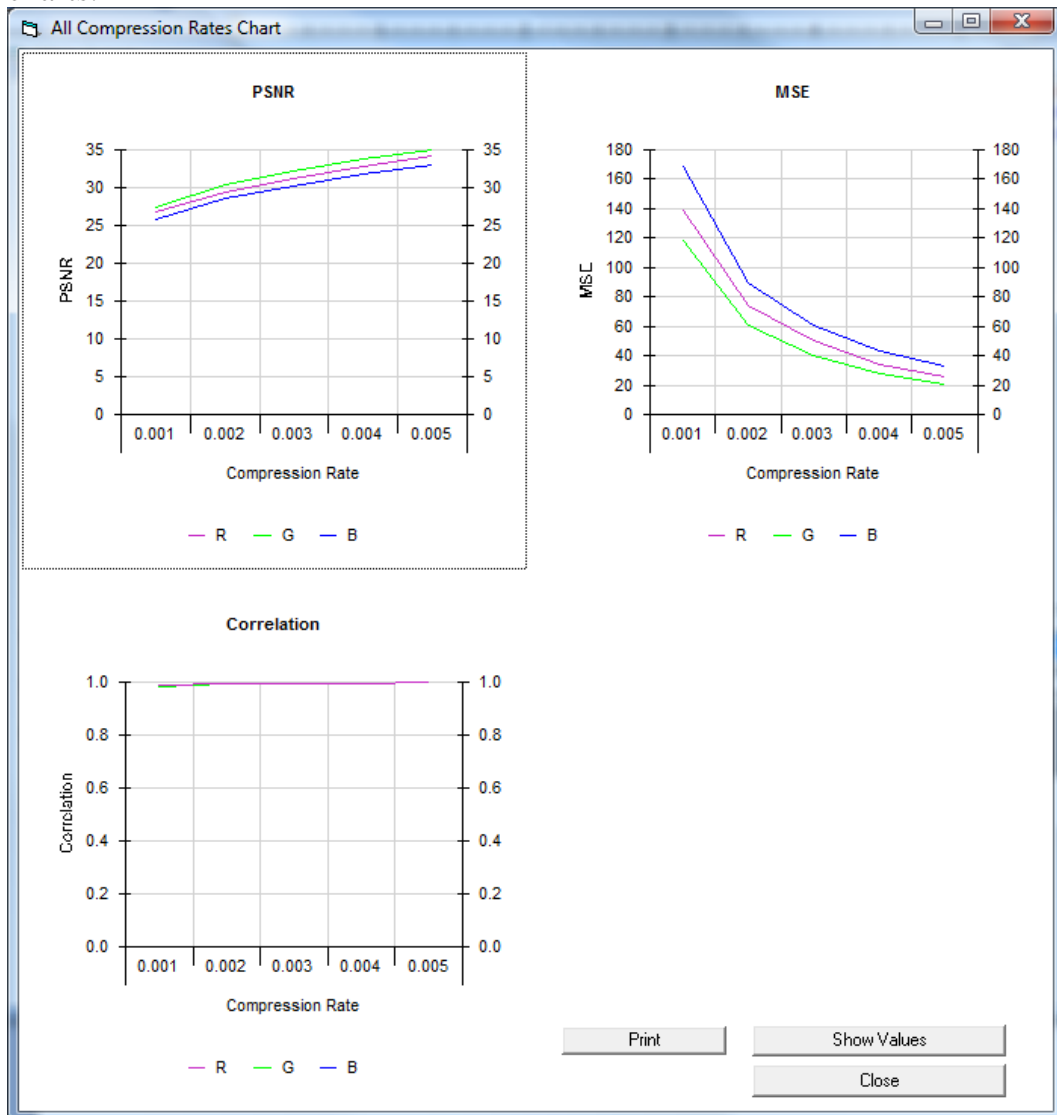 All Compression Rates Chart
PSNR
35 35
30 30
25 25
20 20
15 15
10 10
5 5
0 0
PSNR
0.001 0.002 0.003 0.004 0.005
Compression Rate
R G B
MSE
180 180
160 160
140 140
120 120
100 100
80 80
60 60
40 40
20 20
0 0
MSE
0.001 0.002 0.003 0.004 0.005
Compression Rate
R G B
Correlation
1.0 1.0
0.8 0.8
0.6 0.6
0.4 0.4
0.2 0.2
0.0 0.0
Correlation
0.001 0.002 0.003 0.004 0.005
Compression Rate
R G B
Print
Show Values
Close